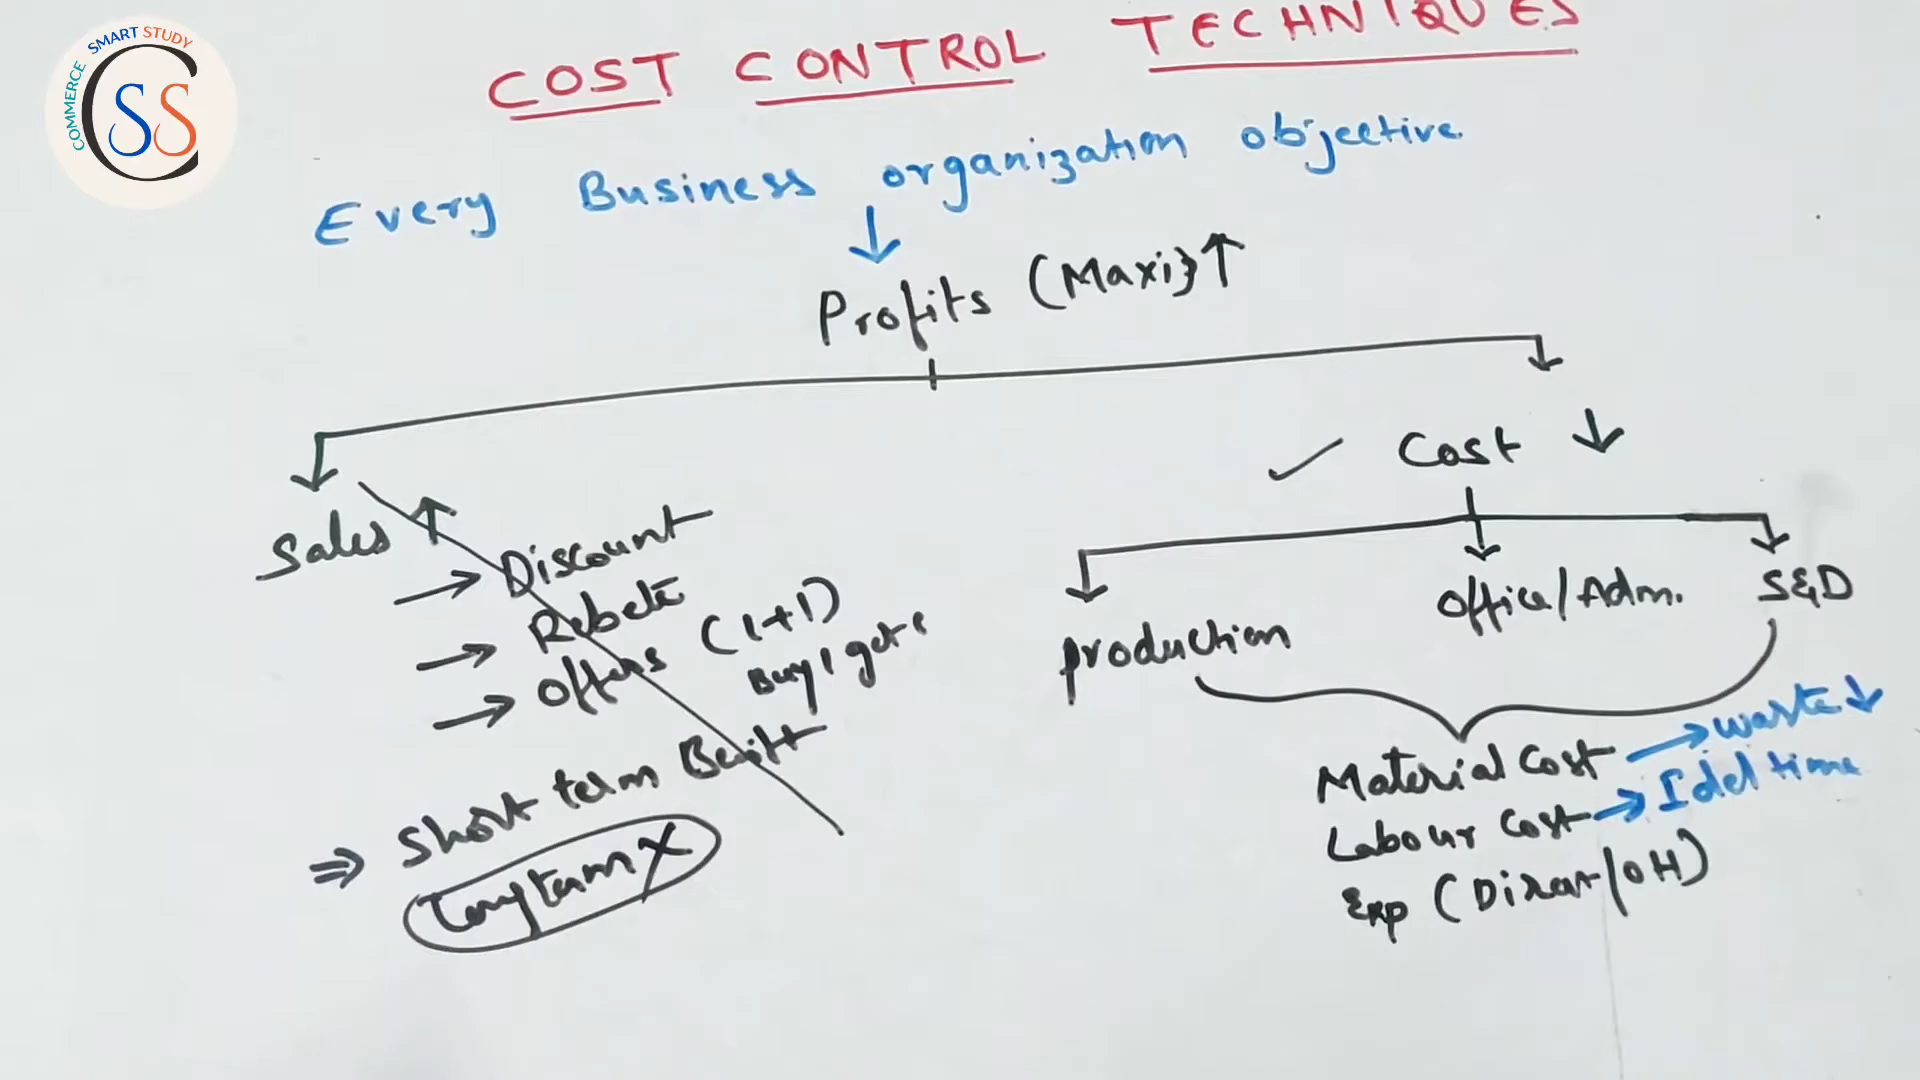 COMMERCE SMART STUDY
CSS
COST CONTROL TECHNIQUES
Every Business organization objective
Profits (Maxi) ↑
Sales ↑
→ Discount
→ Rebate
→ Offers (1+1)
Buy 1 get
⇒ Short term Benifit
Long term X
✓ Cost ↓
Production
Office/Adm.
S&D
Material Cost → waste ↓
Labour Cost → Idel time
Exp (Direct/OH)